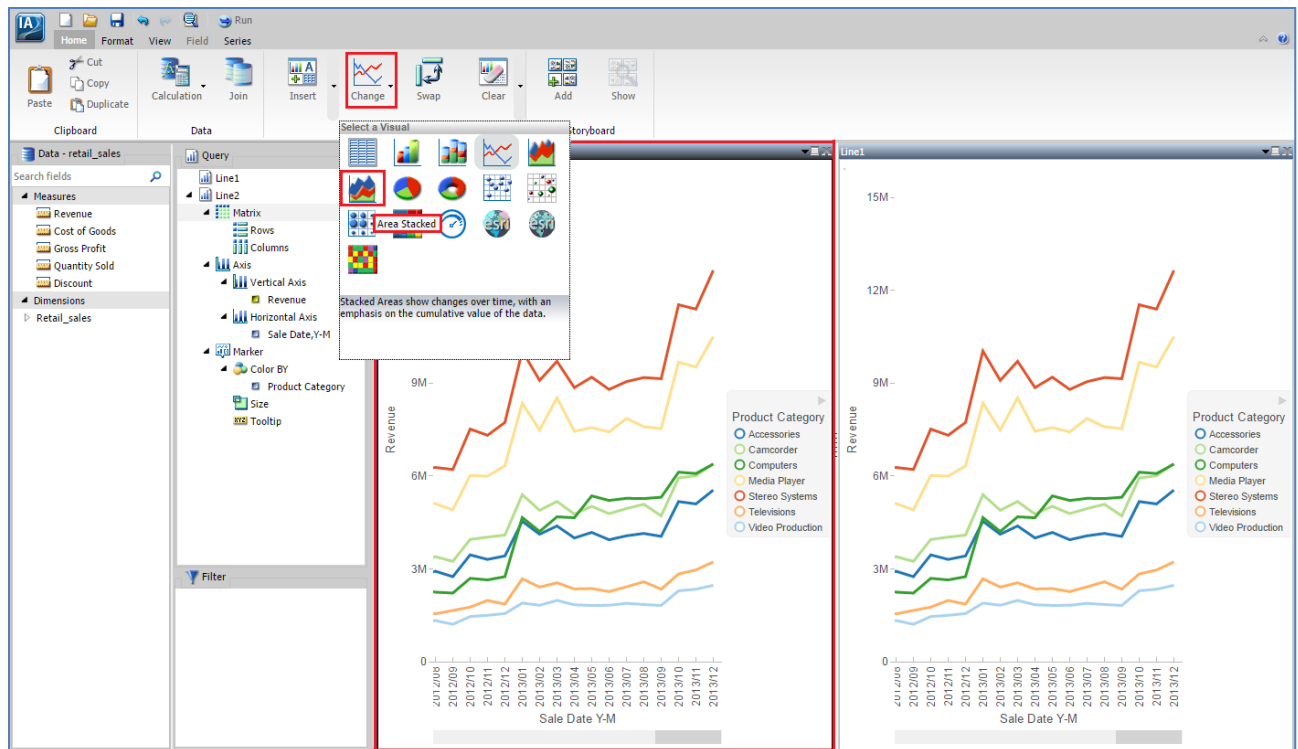 IA
Run
Home Format View Field Series
Cut
Copy
Duplicate
Paste
Calculation
Join
Insert
Change
Swap
Clear
Add
Show
Clipboard
Data
Storyboard
Select a Visual
esri esri
Area Stacked
Stacked Areas show changes over time, with an
emphasis on the cumulative value of the data.
Data - retail_sales
Search fields
Measures
Revenue
Cost of Goods
Gross Profit
Quantity Sold
Discount
Dimensions
Retail_sales
Query
Line1
Line2
Matrix
Rows
Columns
Axis
Vertical Axis
Revenue
Horizontal Axis
Sale Date,Y-M
Marker
Color BY
Product Category
Size
XYZ Tooltip
Filter
9M
6M
3M
0
Revenue
2012/08
2012/09
2012/10
2012/11
2012/12
2013/01
2013/02
2013/03
2013/04
2013/05
2013/06
2013/07
2013/08
2013/09
2013/10
2013/11
2013/12
Sale Date Y-M
Product Category
Accessories
Camcorder
Computers
Media Player
Stereo Systems
Televisions
Video Production
Line1
15M
12M
9M
6M
3M
0
Revenue
2012/08
2012/09
2012/10
2012/11
2012/12
2013/01
2013/02
2013/03
2013/04
2013/05
2013/06
2013/07
2013/08
2013/09
2013/10
2013/11
2013/12
Sale Date Y-M
Product Category
Accessories
Camcorder
Computers
Media Player
Stereo Systems
Televisions
Video Production